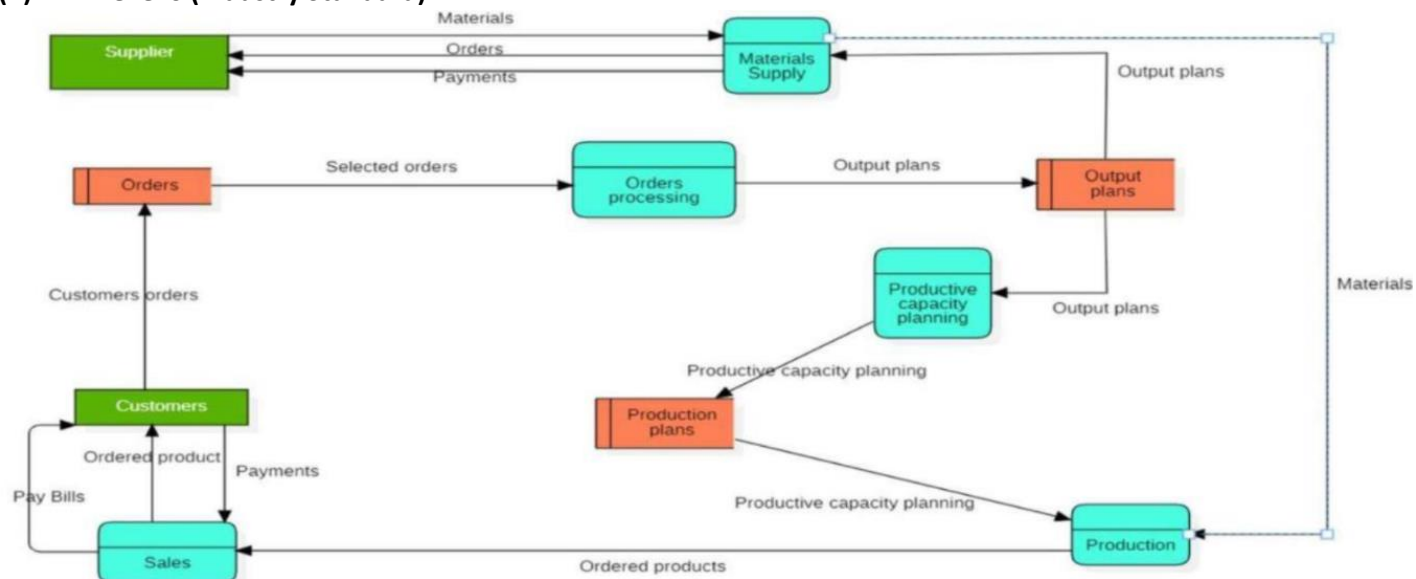 Materials
Supplier
Orders
Materials
Supply
Payments
Output plans
Orders
Selected orders
Orders
processing
Output plans
Output
plans
Customers orders
Productive
capacity
planning
Output plans
Materials
Productive capacity planning
Customers
Production
plans
Ordered product
Payments
Pay Bills
Productive capacity planning
Sales
Ordered products
Production